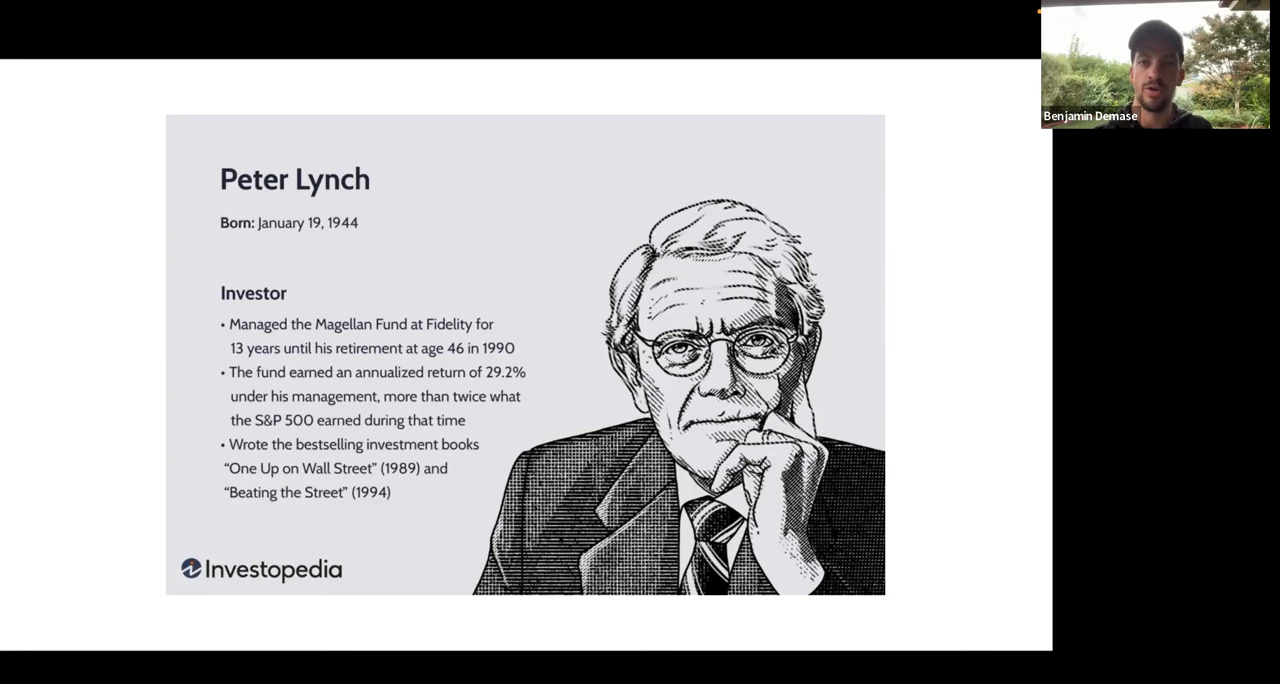 Peter Lynch
Born: January 19, 1944
Investor
• Managed the Magellan Fund at Fidelity for
13 years until his retirement at age 46 in 1990
• The fund earned an annualized return of 29.2%
under his management, more than twice what
the S&P 500 earned during that time
• Wrote the bestselling investment books
“One Up on Wall Street” (1989) and
“Beating the Street” (1994)
Investopedia
Benjamin Demase